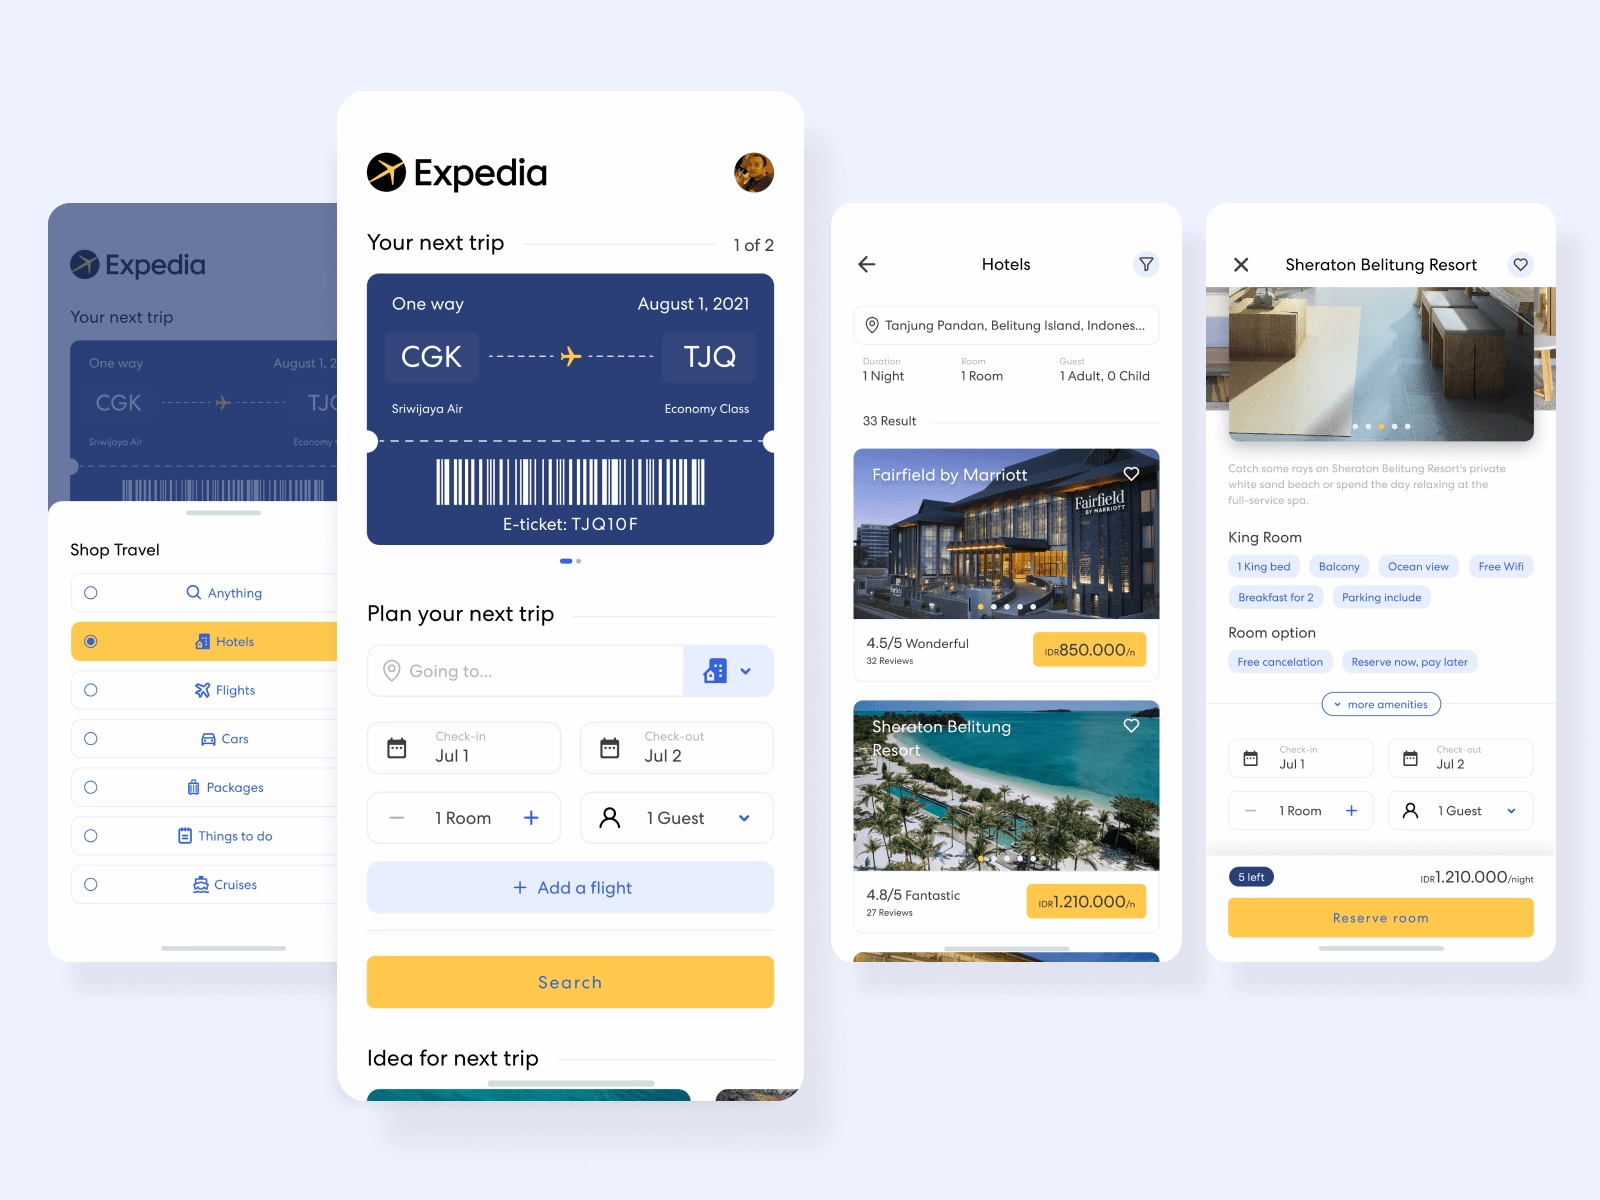 Expedia
Your next trip
One way
August 1, 2
CGK
TJQ
Sriwijaya Air
Economy
Shop Travel
Anything
Hotels
Flights
Cars
Packages
Things to do
Cruises
Expedia
Your next trip
1 of 2
One way
August 1, 2021
CGK
TJQ
Sriwijaya Air
Economy Class
E-ticket: TJQ10F
Plan your next trip
Going to...
Check-in
Jul 1
Check-out
Jul 2
1 Room
1 Guest
+ Add a flight
Search
Idea for next trip
Hotels
Tanjung Pandan, Belitung Island, Indones...
Duration
1 Night
Room
1 Room
Guest
1 Adult, 0 Child
33 Result
Fairfield by Marriott
Fairfield
BY MARRIOTT
4.5/5 Wonderful
32 Reviews
IDR850.000/n
Sheraton Belitung
Resort
4.8/5 Fantastic
27 Reviews
IDR1.210.000/n
Sheraton Belitung Resort
Catch some rays on Sheraton Belitung Resort's private
white sand beach or spend the day relaxing at the
full-service spa.
King Room
1 King bed
Balcony
Ocean view
Free Wifi
Breakfast for 2
Parking include
Room option
Free cancelation
Reserve now, pay later
more amenities
Check-in
Jul 1
Check-out
Jul 2
1 Room
1 Guest
5 left
IDR1.210.000/night
Reserve room